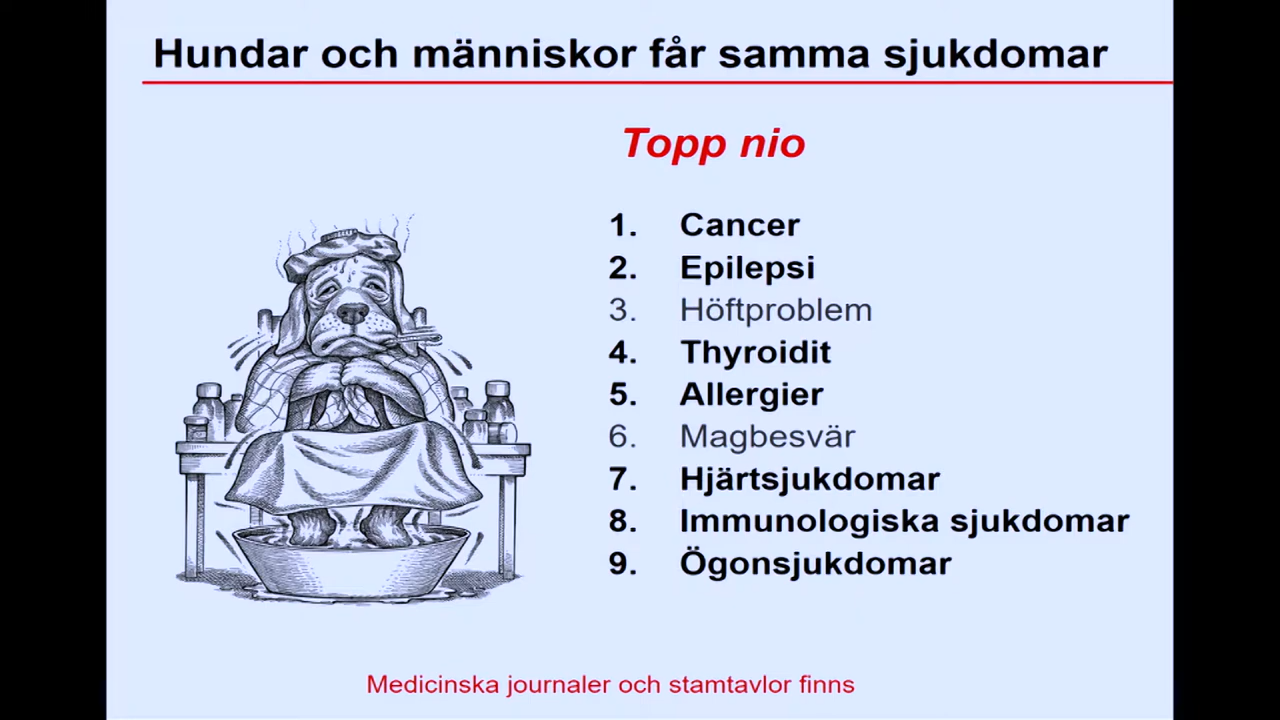 Hundar och människor får samma sjukdomar
Topp nio
1. Cancer
2. Epilepsi
3. Höftproblem
4. Thyroidit
5. Allergier
6. Magbesvär
7. Hjärtsjukdomar
8. Immunologiska sjukdomar
9. Ögonsjukdomar
Medicinska journaler och stamtavlor finns